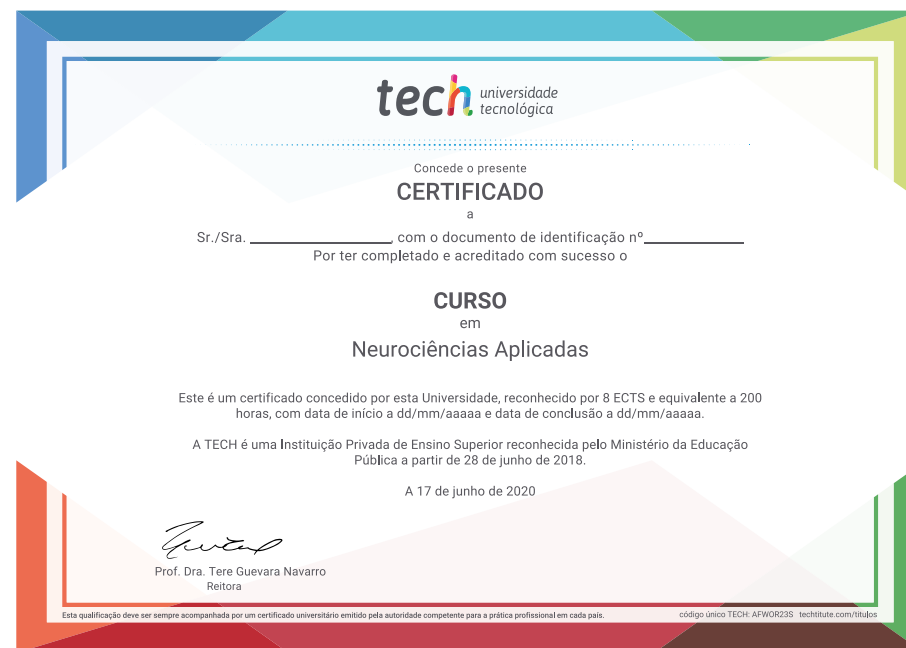 tech universidade
tecnológica
Concede o presente
CERTIFICADO
a
Sr./Sra. ____________________, com o documento de identificação nº______________
Por ter completado e acreditado com sucesso o
CURSO
em
Neurociências Aplicadas
Este é um certificado concedido por esta Universidade, reconhecido por 8 ECTS e equivalente a 200
horas, com data de início a dd/mm/aaaaa e data de conclusão a dd/mm/aaaaa.
A TECH é uma Instituição Privada de Ensino Superior reconhecida pelo Ministério da Educação
Pública a partir de 28 de junho de 2018.
A 17 de junho de 2020
Prof. Dra. Tere Guevara Navarro
Reitora
Esta qualificação deve ser sempre acompanhada por um certificado universitário emitido pela autoridade competente para a prática profissional em cada país. código único TECH: AFWOR23S techtitute.com/titulos